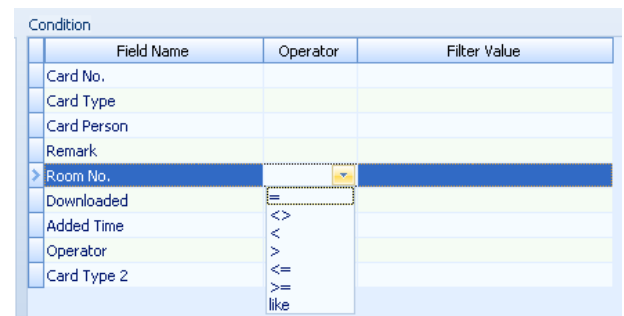 Condition
Field Name Operator Filter Value
Card No.
Card Type
Card Person
Remark
Room No.
Downloaded
Added Time
Operator
Card Type 2
=
<>
<
>
<=
>=
like